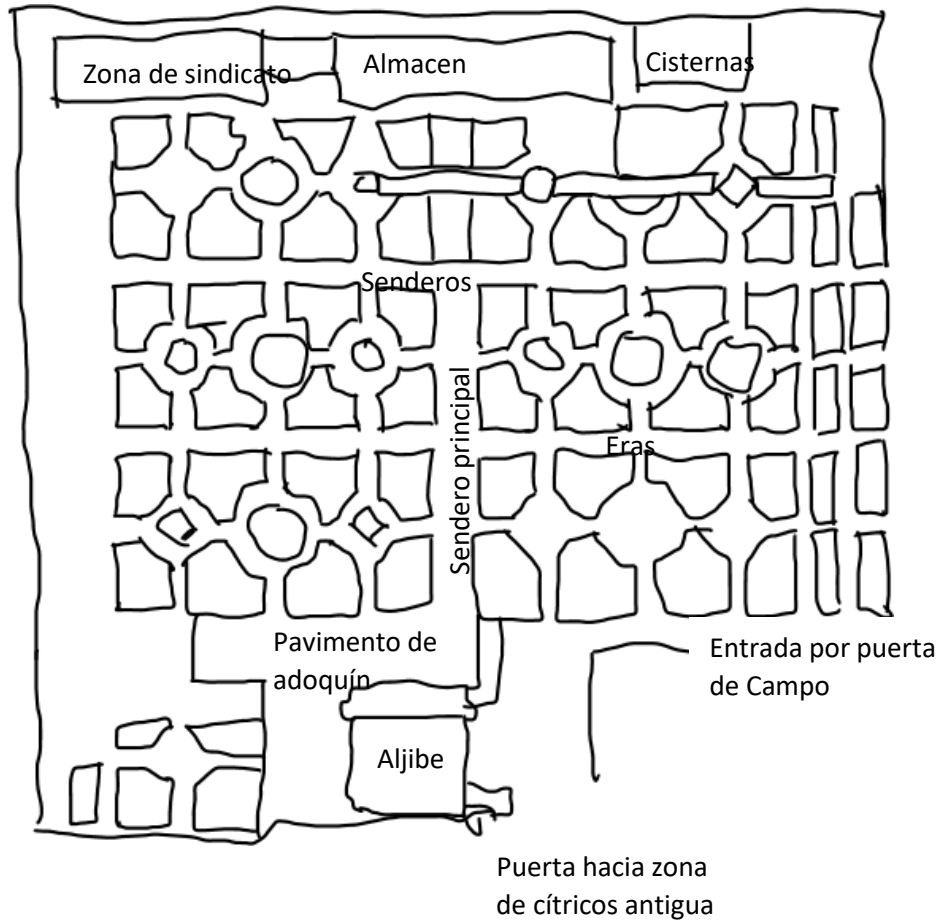 Zona de sindicato
Almacen
Cisternas
Senderos
Sendero principal
Eras
Pavimento de
adoquín
Entrada por puerta
de Campo
Aljibe
Puerta hacia zona
de cítricos antigua